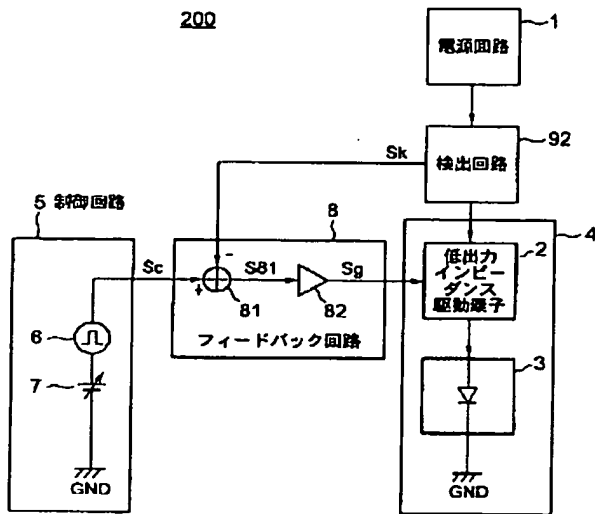 200
1
電源回路
92
検出回路
Sk
5 制御回路
8
4
2
低出力
インピー
ダンス
駆動素子
Sc
-
+
81
S81
82
Sg
フィードバック回路
6
7
3
GND
GND